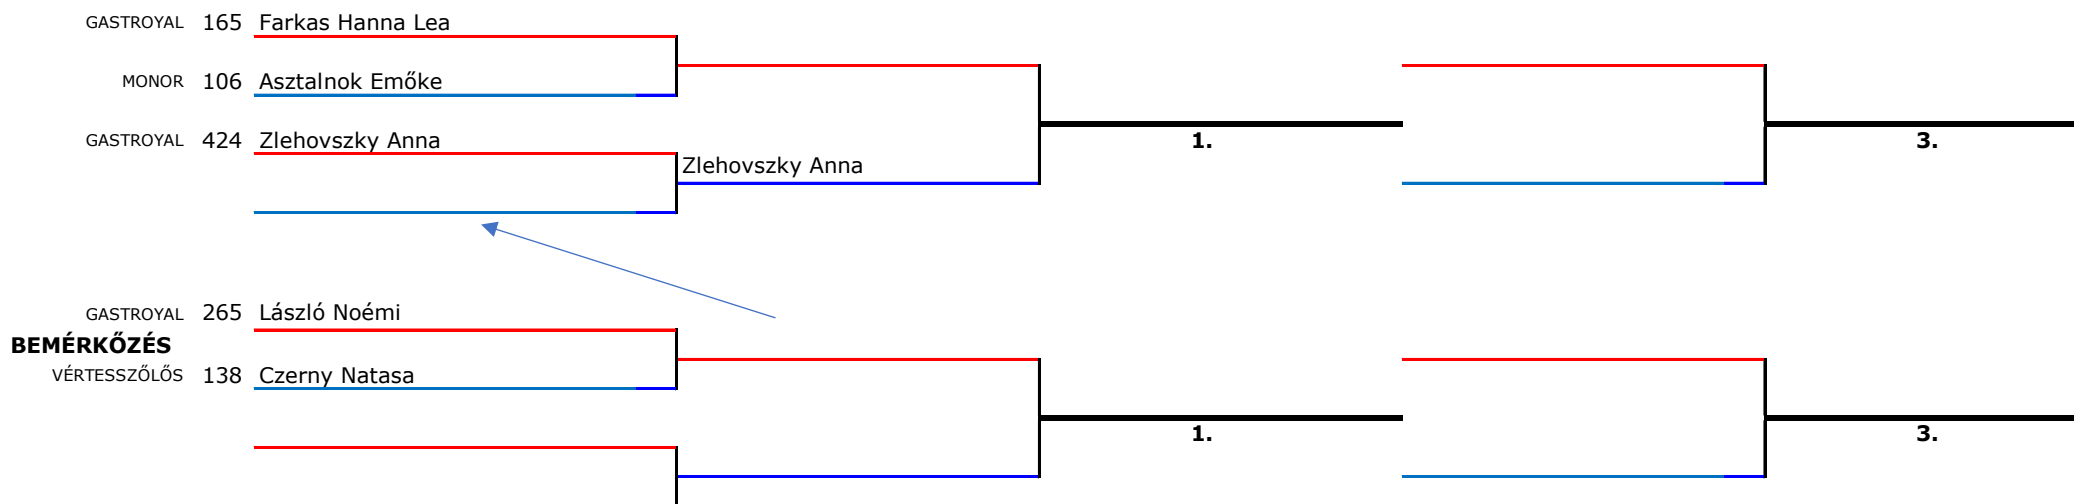 GASTROYAL 165 Farkas Hanna Lea
MONOR 106 Asztalnok Emőke
1. 3.
GASTROYAL 424 Zlehovszky Anna
Zlehovszky Anna
GASTROYAL 265 László Noémi
BEMÉRKŐZÉS
VÉRTESSZŐLŐS 138 Czerny Natasa
1. 3.